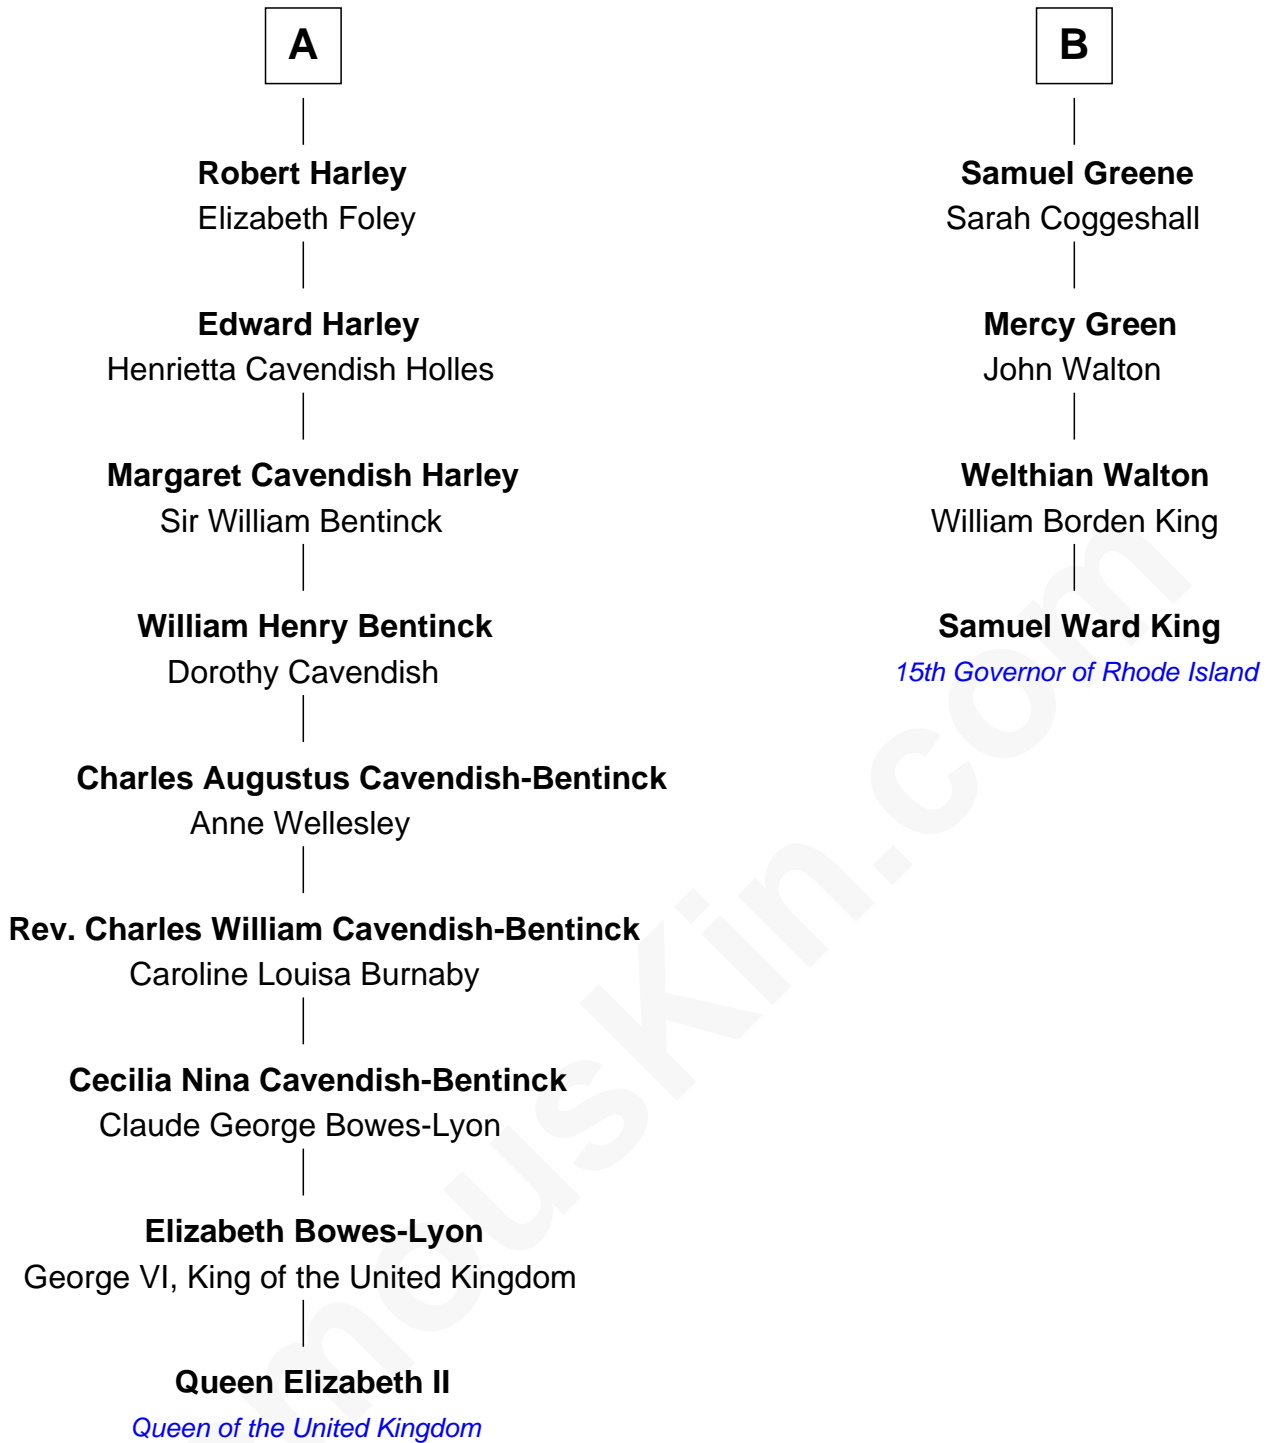 A
Robert Harley
Elizabeth Foley
Edward Harley
Henrietta Cavendish Holles
Margaret Cavendish Harley
Sir William Bentinck
William Henry Bentinck
Dorothy Cavendish
Charles Augustus Cavendish-Bentinck
Anne Wellesley
Rev. Charles William Cavendish-Bentinck
Caroline Louisa Burnaby
Cecilia Nina Cavendish-Bentinck
Claude George Bowes-Lyon
Elizabeth Bowes-Lyon
George VI, King of the United Kingdom
Queen Elizabeth II
Queen of the United Kingdom
B
Samuel Greene
Sarah Coggeshall
Mercy Green
John Walton
Welthian Walton
William Borden King
Samuel Ward King
15th Governor of Rhode Island
mouskin.com